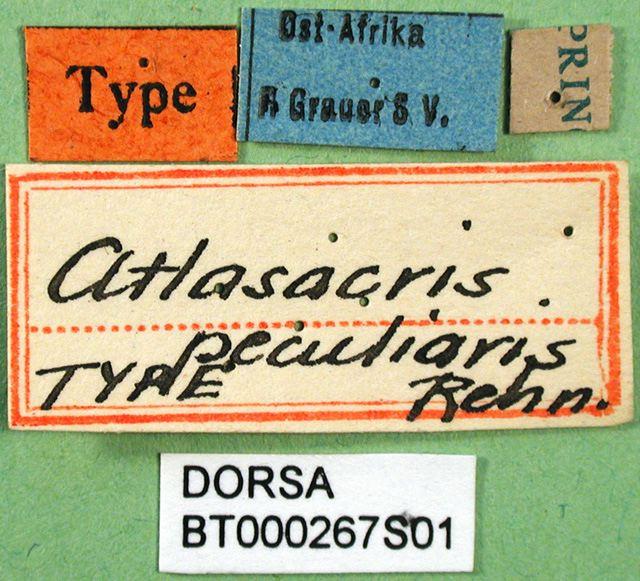 Type
Ost-Afrika
R Grauer S V.
PRIN
Atlasacris
peculiaris
TYPE Rehn.
DORSA
BT000267S01